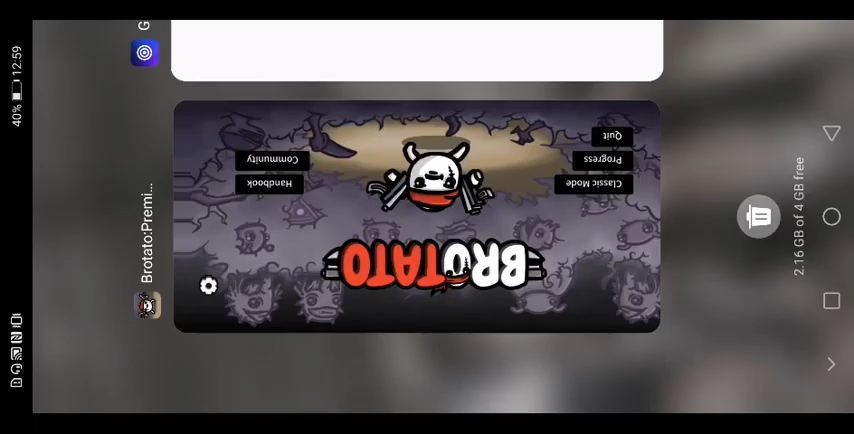 12:59
40%
G
Brotato:Premi...
BROTATO
Classic Mode
Progress
Quit
Handbook
Community
2.16 GB of 4 GB free